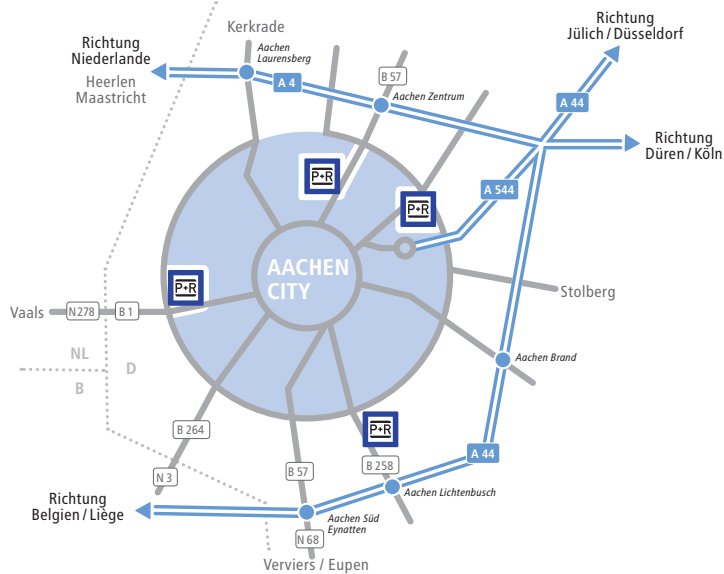 Kerkrade
Richtung
Jülich / Düsseldorf
Richtung
Niederlande
Heerlen
Maastricht
Aachen
Laurensberg
A 4
B 57
Aachen Zentrum
A 44
Richtung
Düren / Köln
P+R
P+R
A 544
AACHEN
CITY
P+R
Stolberg
Vaals
N278
B 1
NL
D
B
Aachen Brand
P+R
B 264
A 44
B 258
B 57
N 3
Aachen Lichtenbusch
Richtung
Belgien / Liège
Aachen Süd
Eynatten
N 68
Verviers / Eupen